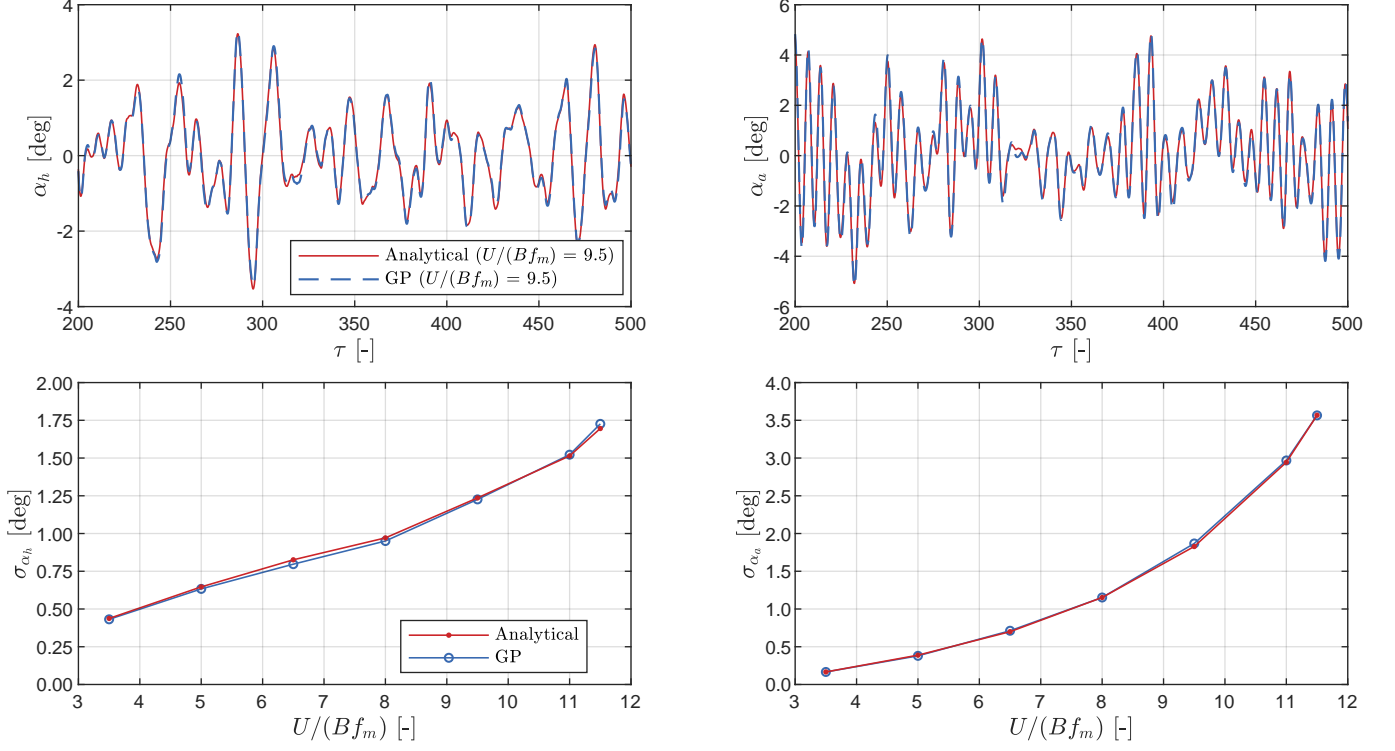 4
2
0
-2
-4
α_h [deg]
Analytical (U/(Bf_m) = 9.5)
GP (U/(Bf_m) = 9.5)
200 250 300 350 400 450 500
τ [-]
6
4
2
0
-2
-4
-6
α_a [deg]
200 250 300 350 400 450 500
τ [-]
2.00
1.75
1.50
1.25
1.00
0.75
0.50
0.25
0.00
σ_{α_h} [deg]
Analytical
GP
3 4 5 6 7 8 9 10 11 12
U/(Bf_m) [-]
4.0
3.5
3.0
2.5
2.0
1.5
1.0
0.5
0.0
σ_{α_a} [deg]
3 4 5 6 7 8 9 10 11 12
U/(Bf_m) [-]